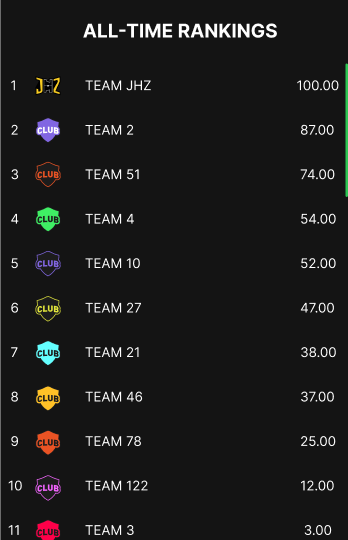 ALL-TIME RANKINGS
1 JHZ TEAM JHZ 100.00
2 CLUB TEAM 2 87.00
3 CLUB TEAM 51 74.00
4 CLUB TEAM 4 54.00
5 CLUB TEAM 10 52.00
6 CLUB TEAM 27 47.00
7 CLUB TEAM 21 38.00
8 CLUB TEAM 46 37.00
9 CLUB TEAM 78 25.00
10 CLUB TEAM 122 12.00
11 CLUB TEAM 3 3.00